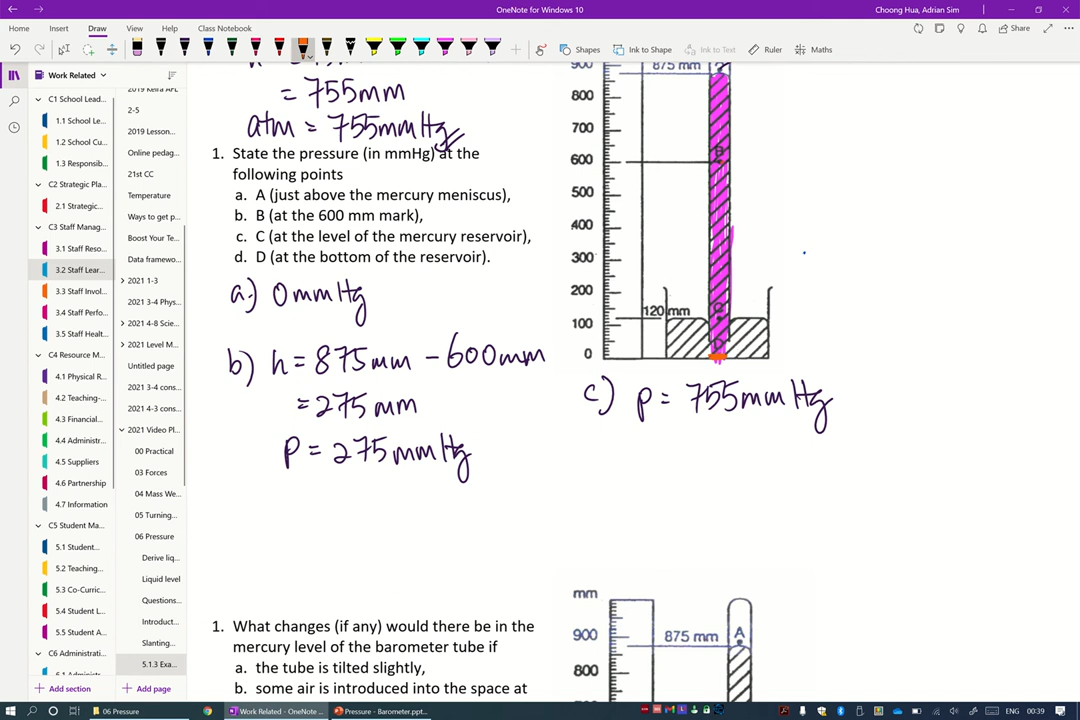 OneNote for Windows 10
Choong Hua, Adrian Sim
Home
Insert
Draw
View
Help
Class Notebook
Share
Shapes
Ink to Shape
Ink to Text
Ruler
Maths
Work Related
C1 School Lead...
1.1 School Le...
1.2 School Cu...
1.3 Responsib...
C2 Strategic Pla...
2.1 Strategic...
C3 Staff Manag...
3.1 Staff Reso...
3.2 Staff Lear...
3.3 Staff Invol...
3.4 Staff Perfo...
3.5 Staff Healt...
C4 Resource M...
4.1 Physical R...
4.2 Teaching-...
4.3 Financial...
4.4 Administr...
4.5 Suppliers
4.6 Partnership
4.7 Information
C5 Student Ma...
5.1 Student...
5.2 Teaching...
5.3 Co-Curric...
5.4 Student L...
5.5 Student A...
C6 Administrati...
Add section
2-5
2019 Lesson...
Online pedag...
21st CC
Temperature
Ways to get p...
Boost Your Te...
Data framewo...
2021 1-3
2021 3-4 Phys...
2021 4-8 Scie...
2021 Level M...
Untitled page
2021 3-4 cons...
2021 4-3 cons...
2021 Video Pl...
00 Practical
03 Forces
04 Mass We...
05 Turning...
06 Pressure
Derive liq...
Liquid level
Questions...
Introduct...
Slanting...
5.1.3 Exa...
Add page
= 755mm
atm = 755mmHg
1. State the pressure (in mmHg) at the
following points
a. A (just above the mercury meniscus),
b. B (at the 600 mm mark),
c. C (at the level of the mercury reservoir),
d. D (at the bottom of the reservoir).
a.) 0mmHg
b) h = 875mm - 600mm
= 275mm
P = 275mmHg
900
875 mm
800
700
600
B
500
400
300
200
120 mm
C
100
D
0
c) p = 755mmHg
1. What changes (if any) would there be in the
mercury level of the barometer tube if
a. the tube is tilted slightly,
b. some air is introduced into the space at
mm
900
875 mm
A
800
06 Pressure
Work Related - OneNote ...
Pressure - Barometer.ppt...
ENG
00:39